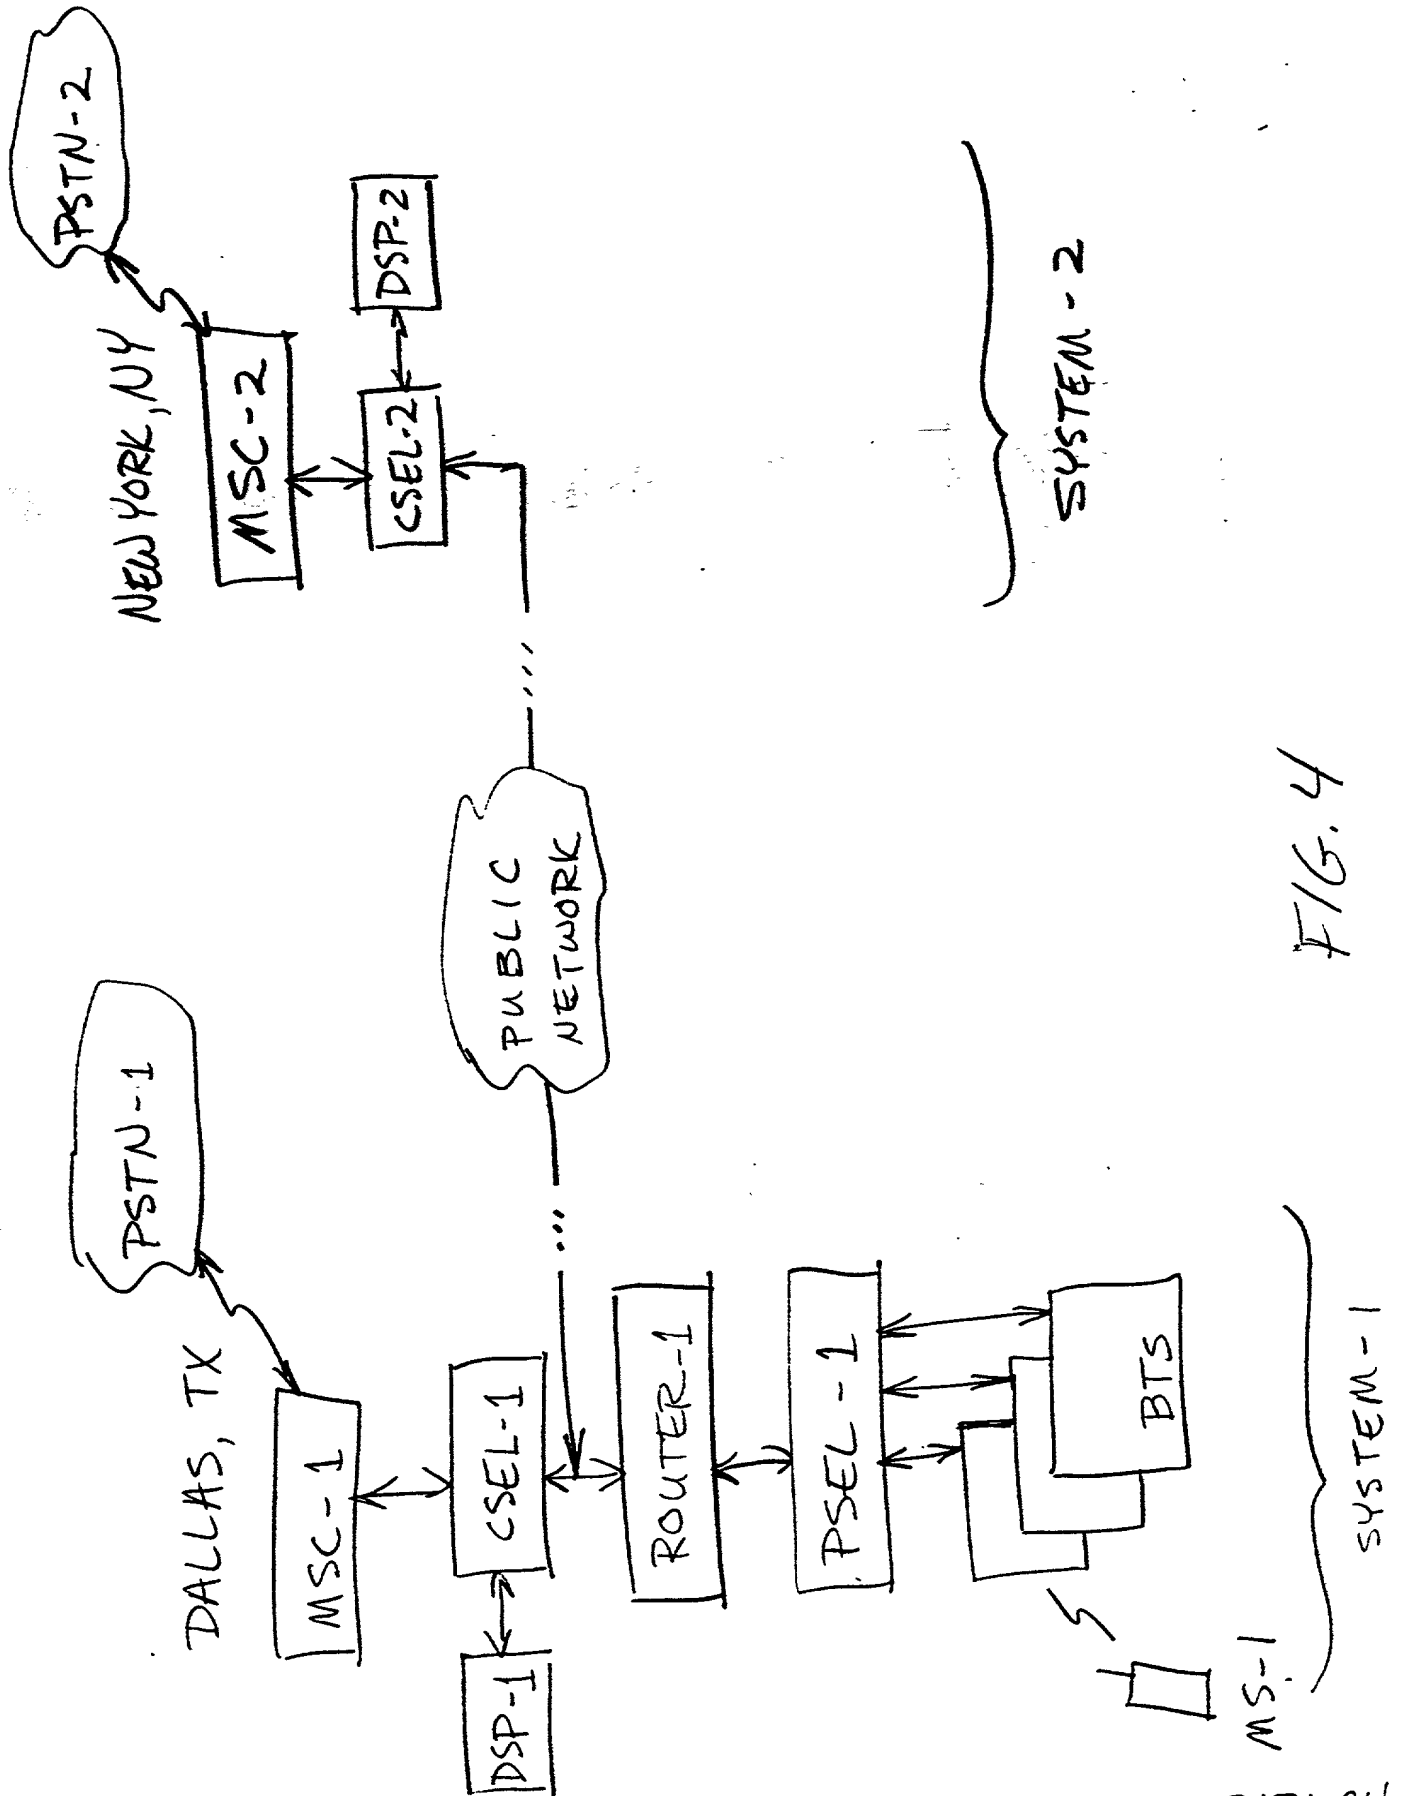 DALLAS, TX
PSTN-1
MSC-1
DSP-1
CSEL-1
ROUTER-1
PSEL-1
BTS
MS-1
SYSTEM-1
PUBLIC
NETWORK
NEW YORK, NY
PSTN-2
MSC-2
CSEL-2
DSP-2
SYSTEM-2
FIG. 4